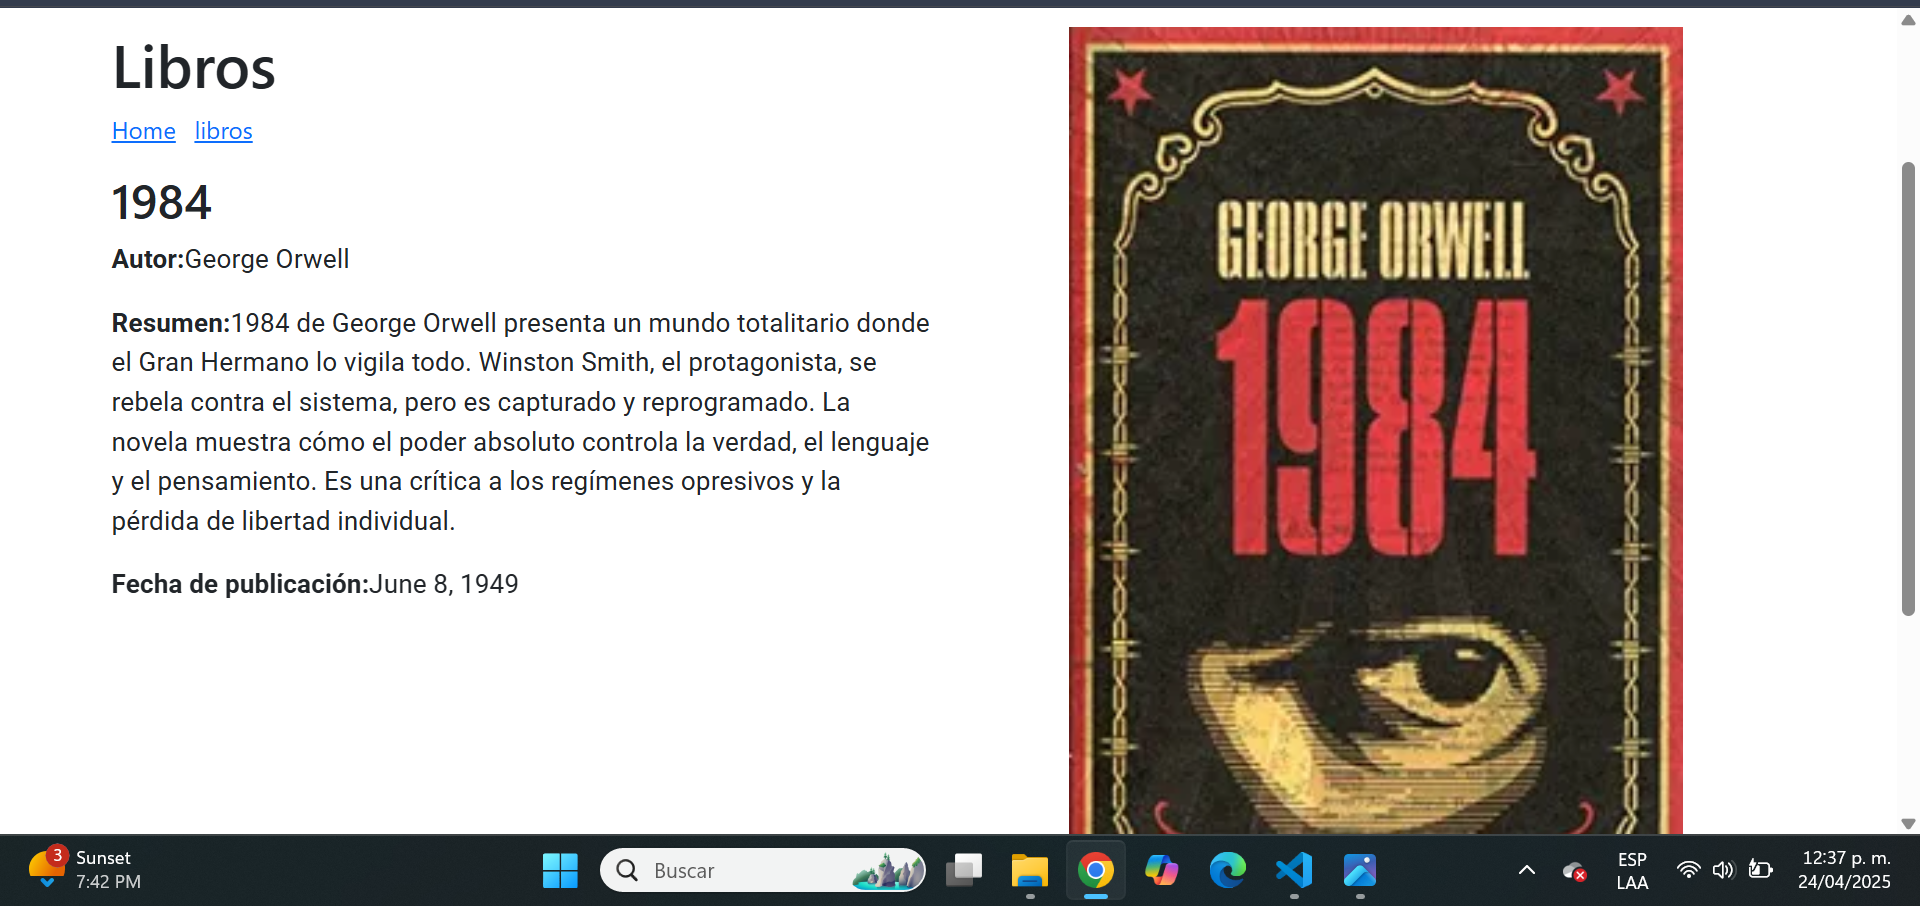 Libros
Home libros
1984
Autor:George Orwell
Resumen:1984 de George Orwell presenta un mundo totalitario donde
el Gran Hermano lo vigila todo. Winston Smith, el protagonista, se
rebela contra el sistema, pero es capturado y reprogramado. La
novela muestra cómo el poder absoluto controla la verdad, el lenguaje
y el pensamiento. Es una crítica a los regímenes opresivos y la
pérdida de libertad individual.
Fecha de publicación:June 8, 1949
GEORGE ORWELL
1984
3
Sunset
7:42 PM
Buscar
ESP
LAA
12:37 p. m.
24/04/2025